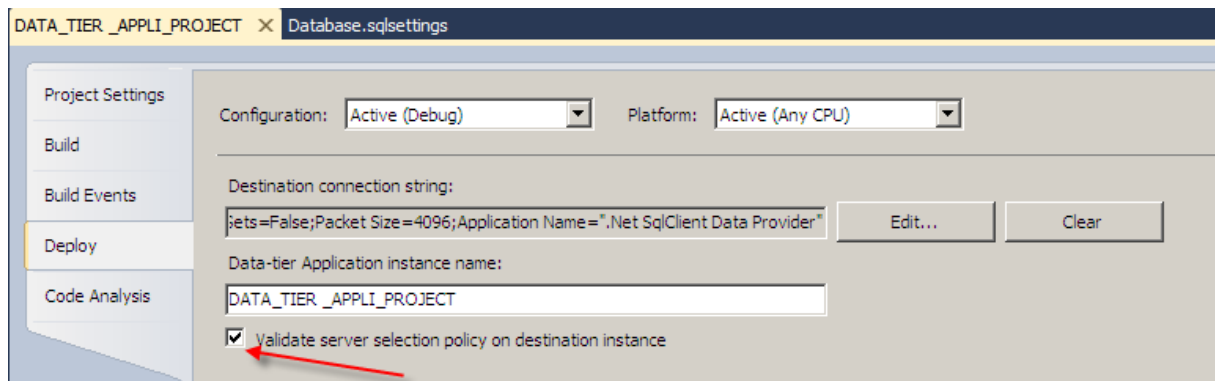 DATA_TIER _APPLI_PROJECT X Database.sqlsettings
Project Settings
Build
Build Events
Deploy
Code Analysis
Configuration: Active (Debug) Platform: Active (Any CPU)
Destination connection string:
Sets=False;Packet Size=4096;Application Name=".Net SqlClient Data Provider" Edit... Clear
Data-tier Application instance name:
DATA_TIER _APPLI_PROJECT
Validate server selection policy on destination instance